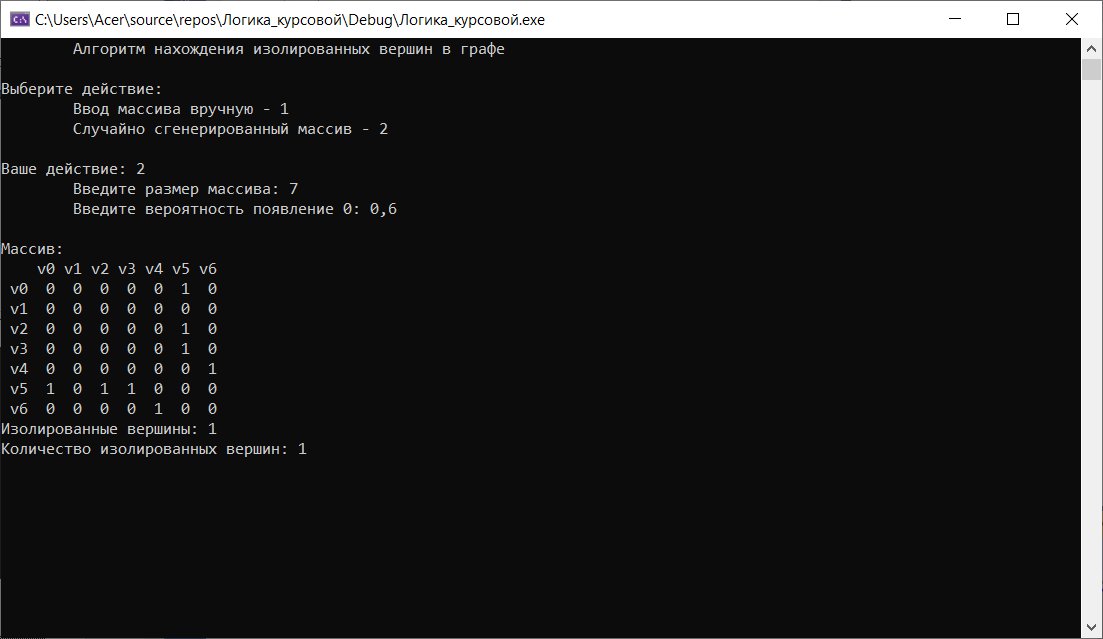 C:\Users\Acer\source\repos\Логика_курсовой\Debug\Логика_курсовой.exe
Алгоритм нахождения изолированных вершин в графе
Выберите действие:
Ввод массива вручную - 1
Случайно сгенерированный массив - 2
Ваше действие: 2
Введите размер массива: 7
Введите вероятность появление 0: 0,6
Массив:
v0 v1 v2 v3 v4 v5 v6
v0 0 0 0 0 0 1 0
v1 0 0 0 0 0 0 0
v2 0 0 0 0 0 1 0
v3 0 0 0 0 0 1 0
v4 0 0 0 0 0 0 1
v5 1 0 1 1 0 0 0
v6 0 0 0 0 1 0 0
Изолированные вершины: 1
Количество изолированных вершин: 1